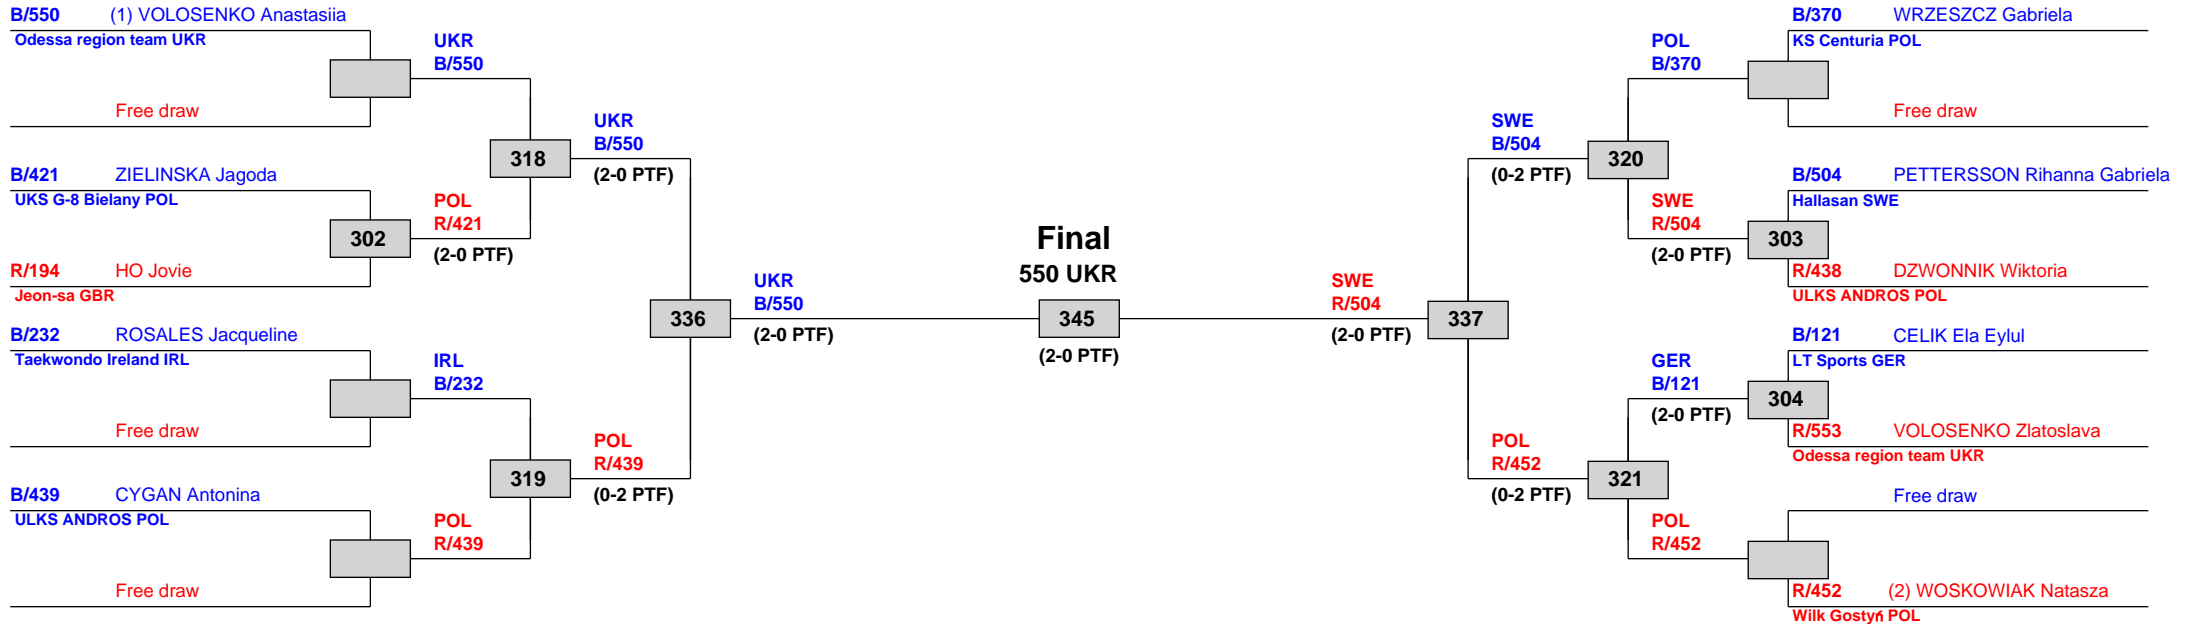 B/550 (1) VOLOSENKO Anastasiia
Odessa region team UKR
UKR
B/550
Free draw
UKR
B/550
318
(2-0 PTF)
B/421 ZIELINSKA Jagoda
UKS G-8 Bielany POL
POL
R/421
302
(2-0 PTF)
R/194 HO Jovie
Jeon-sa GBR
UKR
B/550
336
(2-0 PTF)
B/232 ROSALES Jacqueline
Taekwondo Ireland IRL
IRL
B/232
Free draw
POL
R/439
319
(0-2 PTF)
B/439 CYGAN Antonina
ULKS ANDROS POL
POL
R/439
Free draw
Final
550 UKR
345
(2-0 PTF)
B/370 WRZESZCZ Gabriela
KS Centuria POL
POL
B/370
Free draw
SWE
B/504
320
(0-2 PTF)
B/504 PETTERSSON Rihanna Gabriela
Hallasan SWE
SWE
R/504
303
(2-0 PTF)
R/438 DZWONNIK Wiktoria
ULKS ANDROS POL
SWE
R/504
337
(2-0 PTF)
B/121 CELIK Ela Eylul
LT Sports GER
GER
B/121
304
(2-0 PTF)
R/553 VOLOSENKO Zlatoslava
Odessa region team UKR
POL
R/452
321
(0-2 PTF)
Free draw
POL
R/452
R/452 (2) WOSKOWIAK Natasza
Wilk Gostyń POL